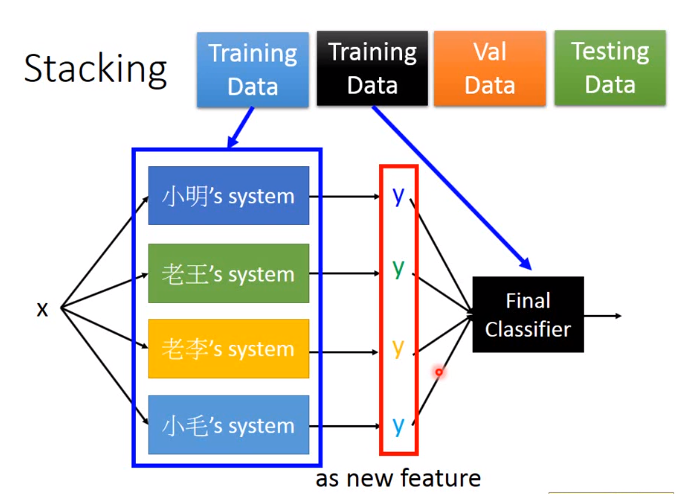 Stacking
Training
Data
Training
Data
Val
Data
Testing
Data
x
小明's system
老王's system
老李's system
小毛's system
y
y
y
y
Final
Classifier
as new feature